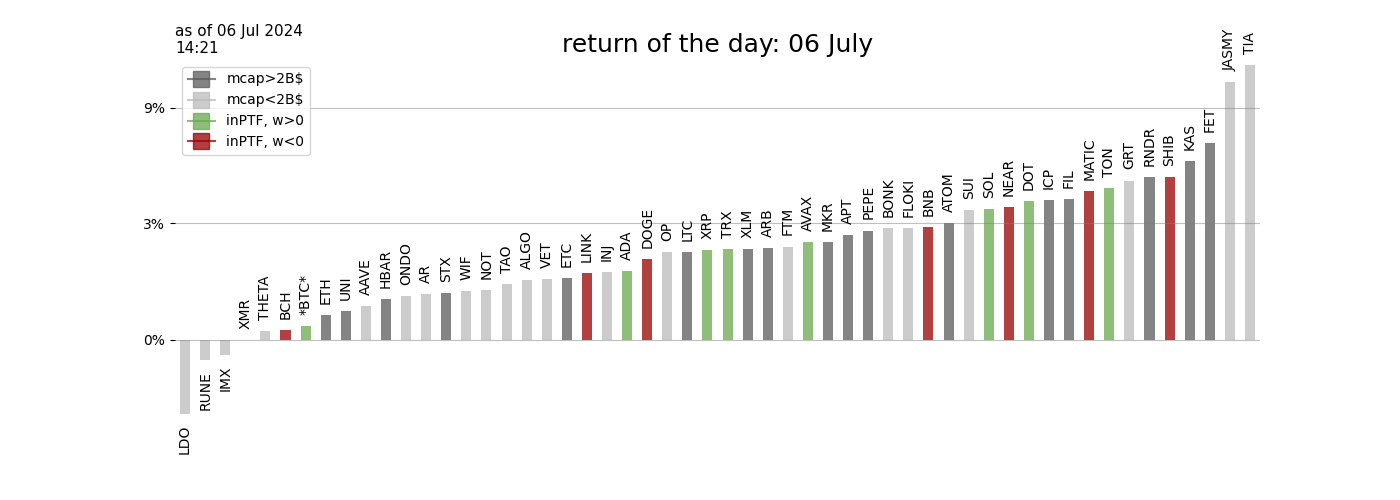 as of 06 Jul 2024
14:21
return of the day: 06 July
mcap>2B$
mcap<2B$
inPTF, w>0
inPTF, w<0
9%
3%
0%
LDO
RUNE
IMX
XMR
THETA
BCH
*BTC*
ETH
UNI
AAVE
HBAR
ONDO
AR
STX
WIF
NOT
TAO
ALGO
VET
ETC
LINK
INJ
ADA
DOGE
OP
LTC
XRP
TRX
XLM
ARB
FTM
AVAX
MKR
APT
PEPE
BONK
FLOKI
BNB
ATOM
SUI
SOL
NEAR
DOT
ICP
FIL
MATIC
TON
GRT
RNDR
SHIB
KAS
FET
JASMY
TIA